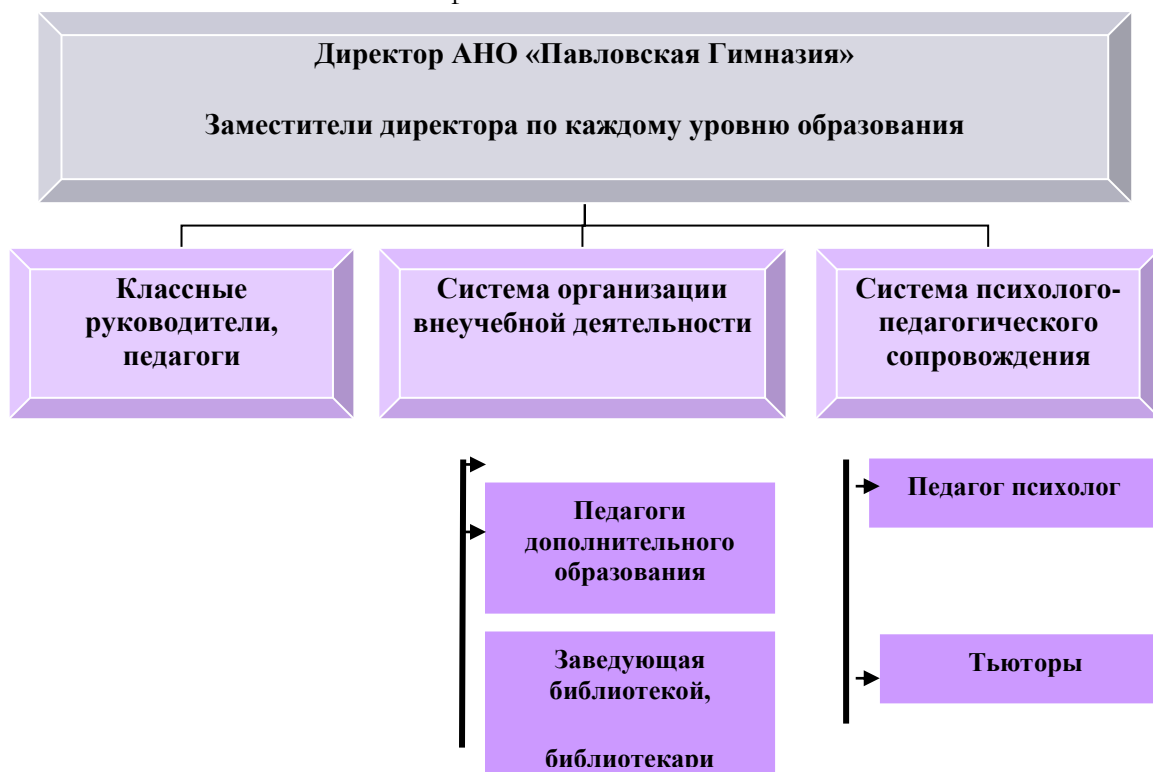 Директор АНО «Павловская Гимназия»
Заместители директора по каждому уровню образования
Классные
руководители,
педагоги
Система организации
внеучебной деятельности
Система психолого-
педагогического
сопровождения
Педагоги
дополнительного
образования
Заведующая
библиотекой,
библиотекари
Педагог психолог
Тьюторы